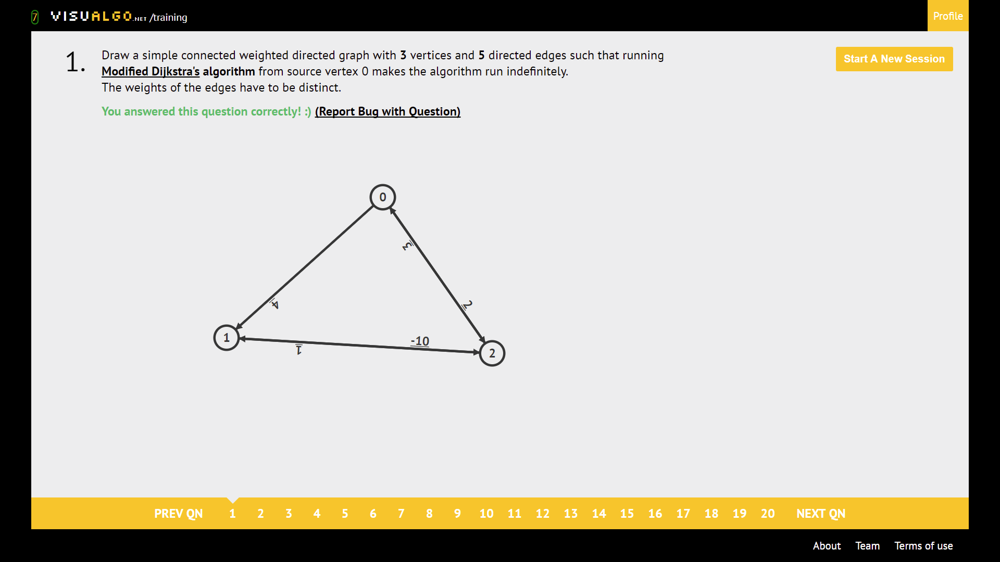 7 VISUALGO.NET /training
Profile
1.
Draw a simple connected weighted directed graph with 3 vertices and 5 directed edges such that running
Modified Dijkstra's algorithm from source vertex 0 makes the algorithm run indefinitely.
The weights of the edges have to be distinct.
Start A New Session
You answered this question correctly! :) (Report Bug with Question)
0
3
4
2
1
1
-10
2
PREV QN 1 2 3 4 5 6 7 8 9 10 11 12 13 14 15 16 17 18 19 20 NEXT QN
About Team Terms of use